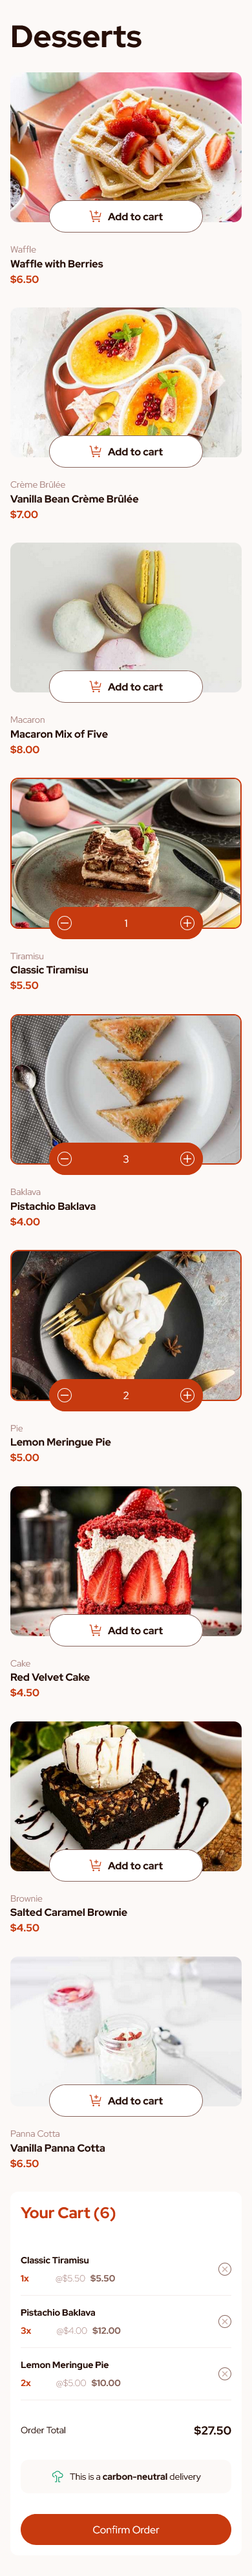 Desserts
Add to cart
Waffle
Waffle with Berries
$6.50
Add to cart
Crème Brûlée
Vanilla Bean Crème Brûlée
$7.00
Add to cart
Macaron
Macaron Mix of Five
$8.00
1
Tiramisu
Classic Tiramisu
$5.50
3
Baklava
Pistachio Baklava
$4.00
2
Pie
Lemon Meringue Pie
$5.00
Add to cart
Cake
Red Velvet Cake
$4.50
Add to cart
Brownie
Salted Caramel Brownie
$4.50
Add to cart
Panna Cotta
Vanilla Panna Cotta
$6.50
Your Cart (6)
Classic Tiramisu
1x @$5.50 $5.50
Pistachio Baklava
3x @$4.00 $12.00
Lemon Meringue Pie
2x @$5.00 $10.00
Order Total $27.50
This is a carbon-neutral delivery
Confirm Order